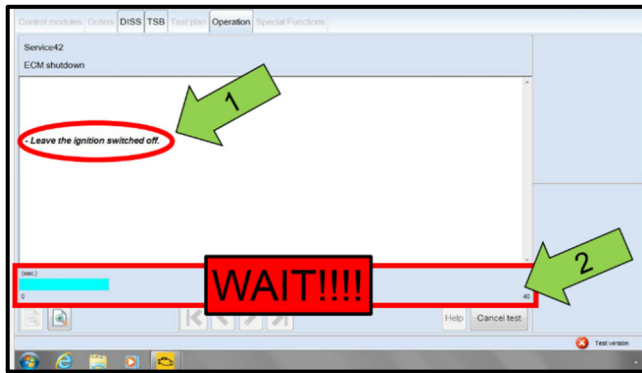 Control modules Orders DISS TSB Test plan Operation Special Functions
Service42
ECM shutdown
1
- Leave the ignition switched off.
2
(sec.)
WAIT!!!!
0 40
Help Cancel test
Test version